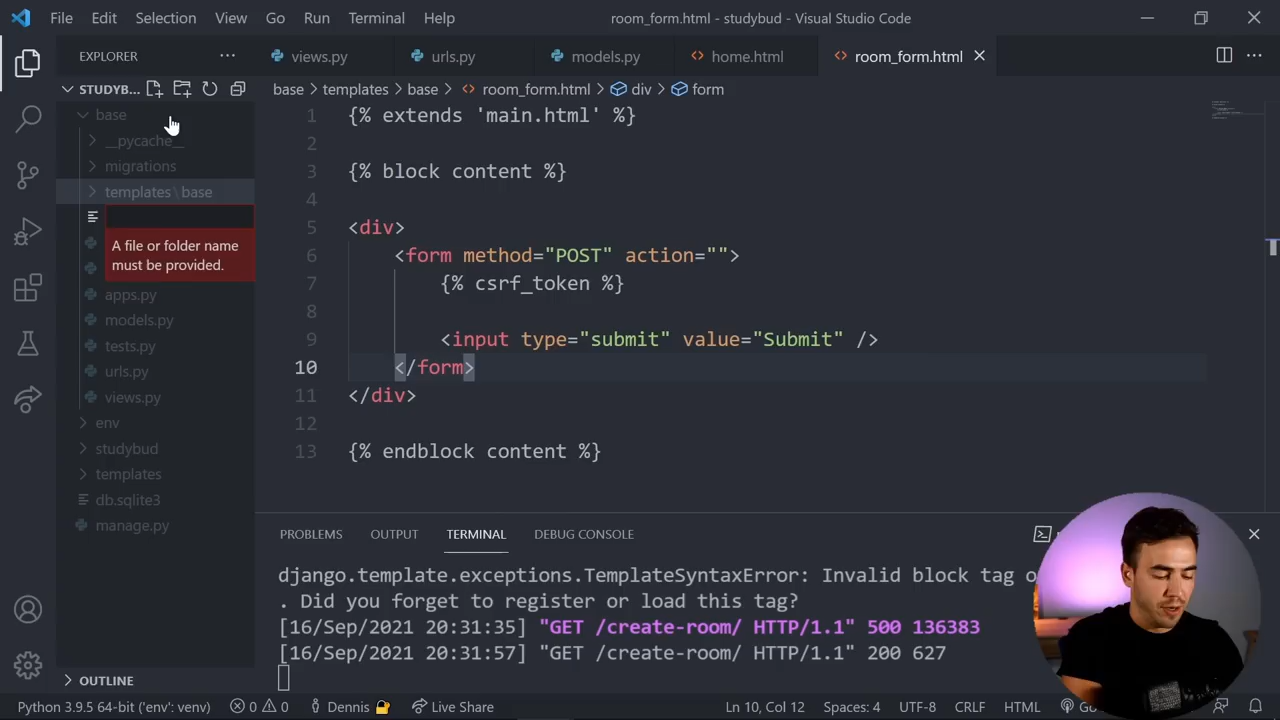 File Edit Selection View Go Run Terminal Help room_form.html - studybud - Visual Studio Code
EXPLORER ··· views.py urls.py models.py home.html room_form.html
STUDYB...
base > templates > base > room_form.html > div > form
base
__pycache__
migrations
templates\base
A file or folder name
must be provided.
apps.py
models.py
tests.py
urls.py
views.py
env
studybud
templates
db.sqlite3
manage.py
OUTLINE
1 {% extends 'main.html' %}
2
3 {% block content %}
4
5 <div>
6 <form method="POST" action="">
7 {% csrf_token %}
8
9 <input type="submit" value="Submit" />
10 </form>
11 </div>
12
13 {% endblock content %}
PROBLEMS OUTPUT TERMINAL DEBUG CONSOLE
django.template.exceptions.TemplateSyntaxError: Invalid block tag
. Did you forget to register or load this tag?
[16/Sep/2021 20:31:35] "GET /create-room/ HTTP/1.1" 500 136383
[16/Sep/2021 20:31:57] "GET /create-room/ HTTP/1.1" 200 627
Python 3.9.5 64-bit ('env': venv) 0 0 Dennis Live Share Ln 10, Col 12 Spaces: 4 UTF-8 CRLF HTML